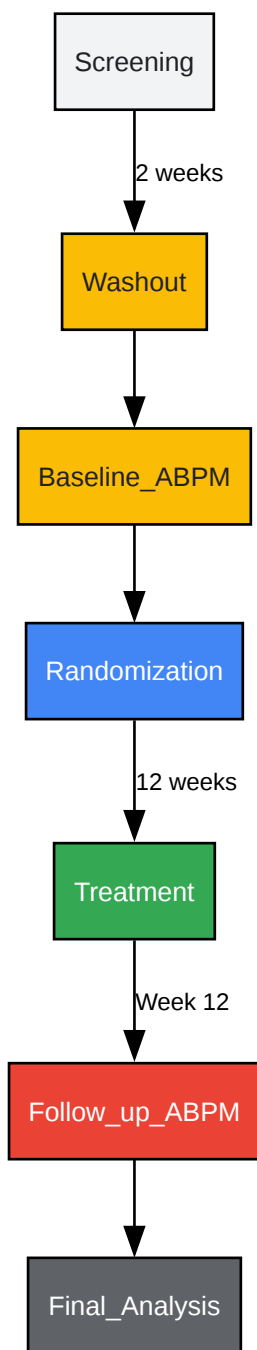 Screening
2 weeks
Washout
Baseline_ABPM
Randomization
12 weeks
Treatment
Week 12
Follow_up_ABPM
Final_Analysis